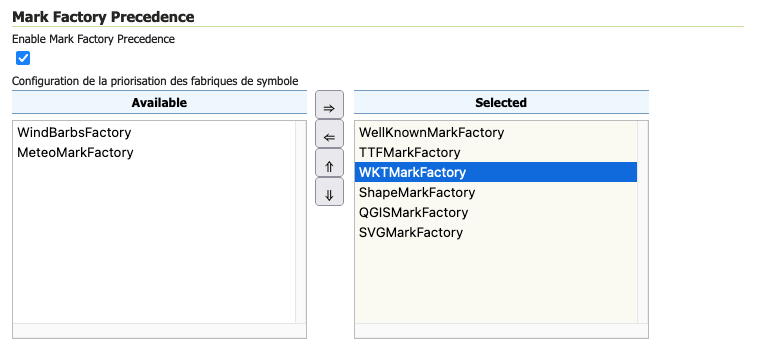 Mark Factory Precedence
Enable Mark Factory Precedence
Configuration de la priorisation des fabriques de symbole
Available
WindBarbsFactory
MeteoMarkFactory
⇒
⇐
⇑
⇓
Selected
WellKnownMarkFactory
TTFMarkFactory
WKTMarkFactory
ShapeMarkFactory
QGISMarkFactory
SVGMarkFactory